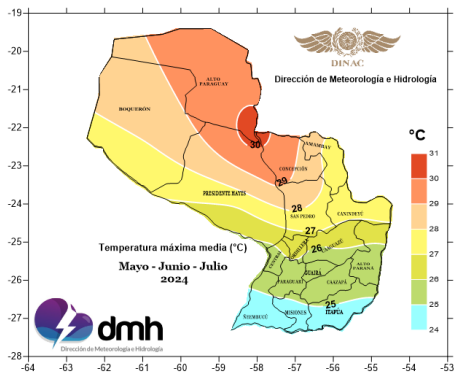 -19
-20
-21
-22
-23
-24
-25
-26
-27
-28
-64
-63
-62
-61
-60
-59
-58
-57
-56
-55
-54
-53
DINAC
Dirección de Meteorología e Hidrología
°C
31
30
29
28
27
26
25
24
ALTO
PARAGUAY
BOQUERÓN
30
AMAMBAY
CONCEPCIÓN
29
PRESIDENTE HAYES
28
SAN PEDRO
CANINDEYÚ
27
CORDILLERA
26
CAAGUAZU
CENTRAL
ALTO
PARANÁ
GUAIRÁ
PARAGUARÍ
CAAZAPÁ
25
ÑEEMBUCÚ
MISIONES
ITAPÚA
Temperatura máxima media (°C)
Mayo - Junio - Julio
2024
dmh
Dirección de Meteorología e Hidrología